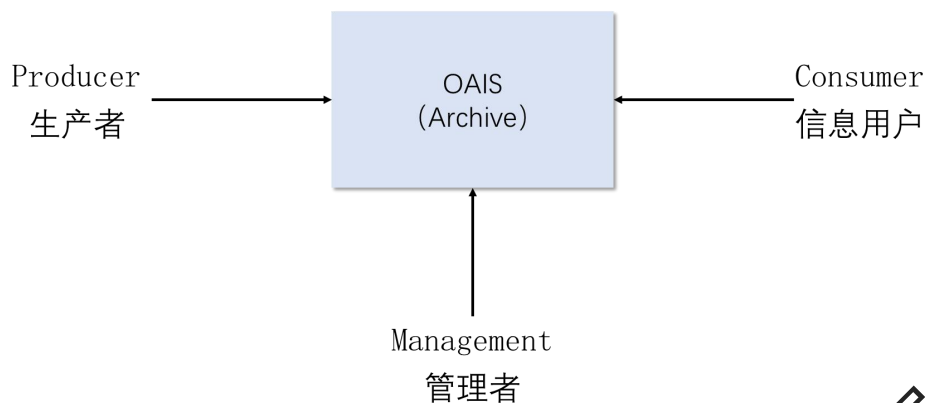 Producer
生产者
OAIS
(Archive)
Consumer
信息用户
Management
管理者